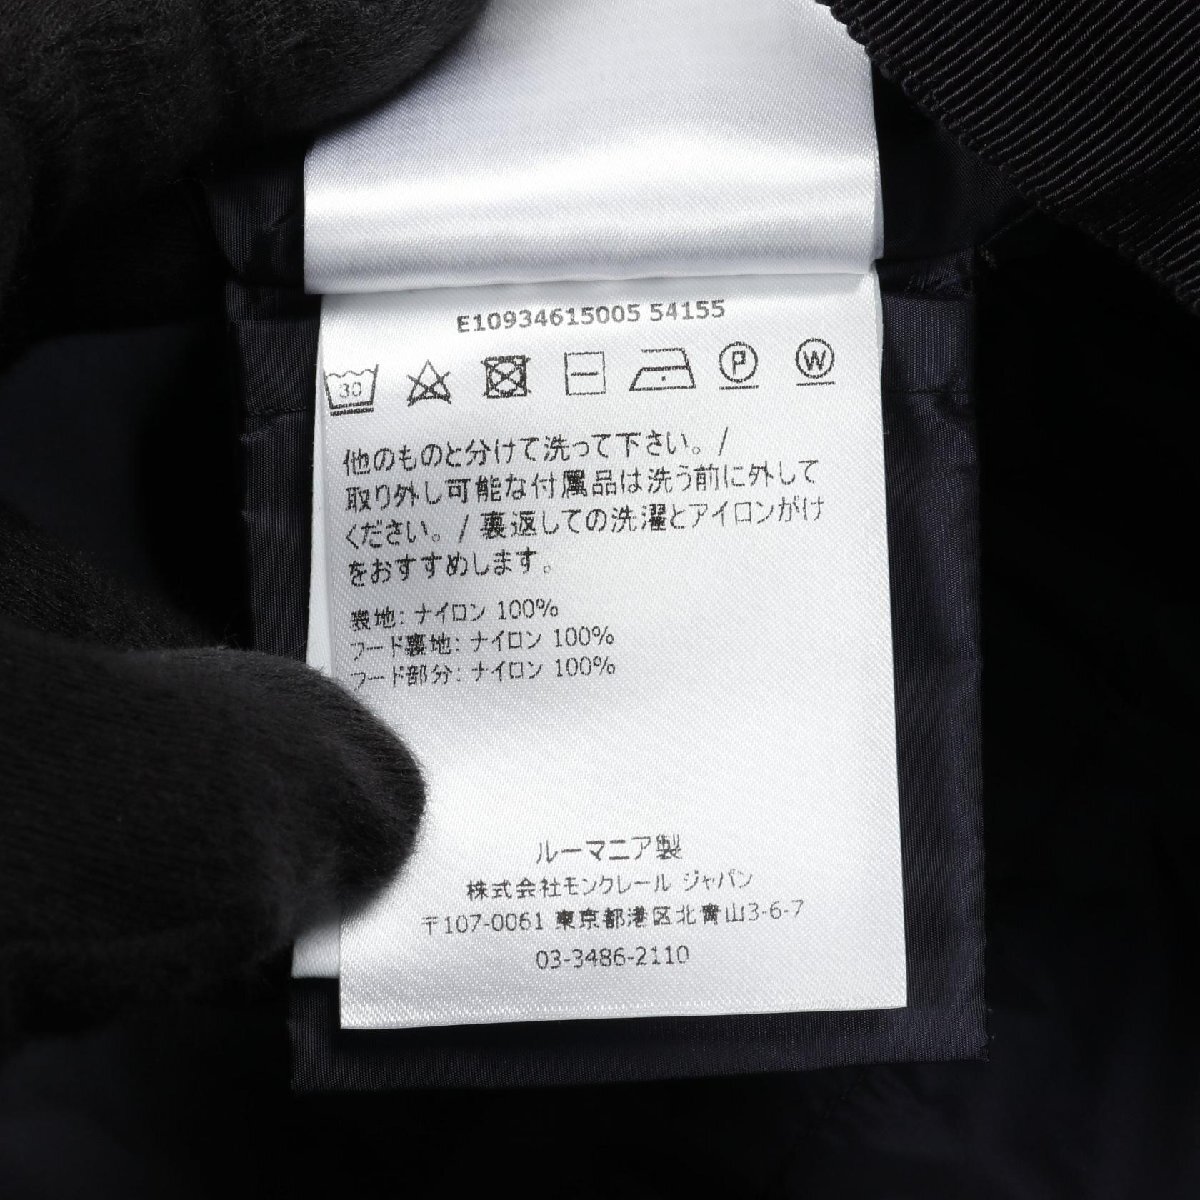 E10934615005 54155
30 P W
他のものと分けて洗って下さい。/
取り外し可能な付属品は洗う前に外して
ください。/ 裏返しての洗濯とアイロンがけ
をおすすめします。
裏地: ナイロン 100%
フード裏地: ナイロン 100%
フード部分: ナイロン 100%
ルーマニア製
株式会社モンクレール ジャパン
〒107-0061 東京都港区北青山3-6-7
03-3486-2110